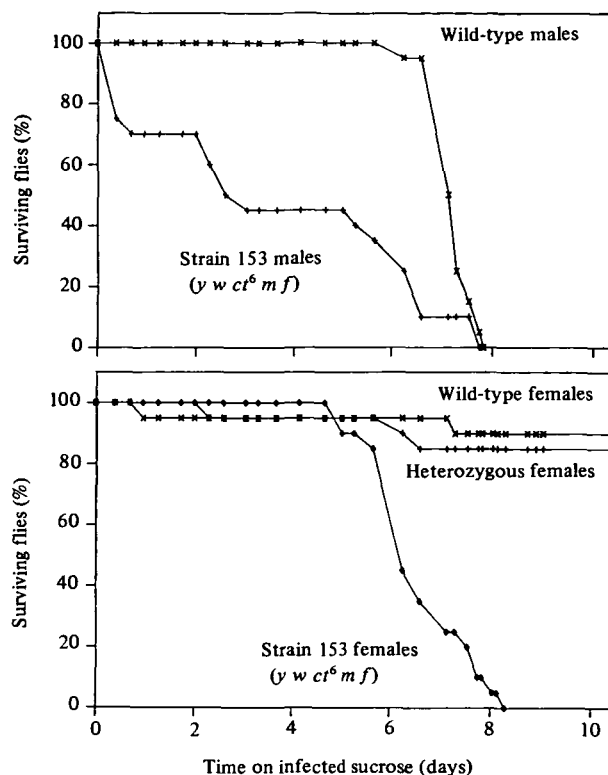 Wild-type males
100
80
60
40
20
0
Surviving flies (%)
Strain 153 males
(y w ct⁶ m f)
Wild-type females
Heterozygous females
100
80
60
40
20
0
Surviving flies (%)
Strain 153 females
(y w ct⁶ m f)
0 2 4 6 8 10
Time on infected sucrose (days)